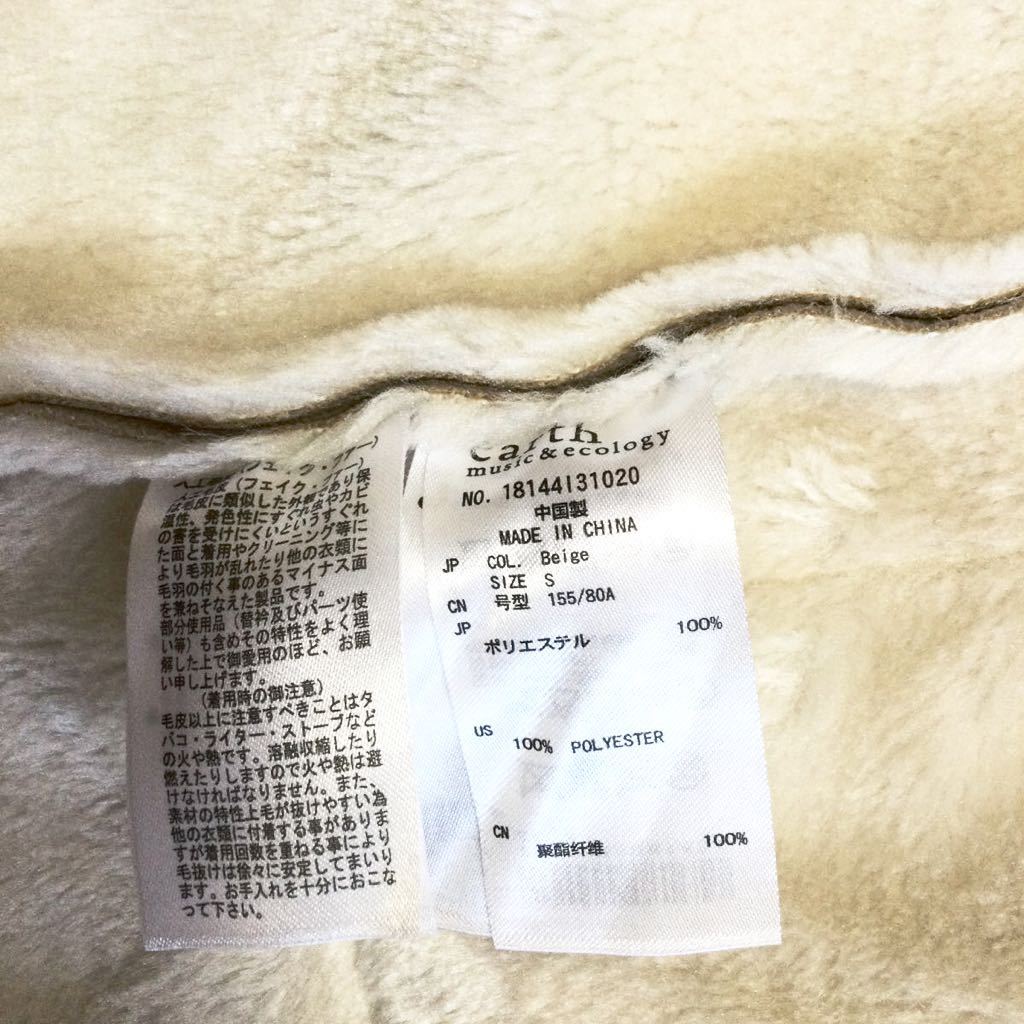 (フェイク・ファー)
は毛皮に類似した外観であり保
温性、発色性にすぐれ虫やカビ
の害を受けにくいというすぐれ
た面と着用やクリーニング等に
より毛羽が乱れたり他の衣類に
毛羽の付く事のあるマイナス面
を兼ねそなえた製品です。
部分使用品(替衿及びパーツ使
い等)も含めその特性をよく理
解した上で御愛用のほど、お願
い申し上げます。
(着用時の御注意)
毛皮以上に注意すべきことはタ
バコ・ライター・ストーブなど
の火や熱です。溶融収縮したり
燃えたりしますので火や熱は避
けなければなりません。また、
素材の特性上毛が抜けやすい為
他の衣類に付着する事がありま
すが着用回数を重ねる事により
毛抜けは徐々に安定してまいり
ます。お手入れを十分におこな
って下さい。
earth
music&ecology
NO. 18144I31020
中国製
MADE IN CHINA
JP COL. Beige
SIZE S
CN 号型 155/80A
JP
ポリエステル 100%
US
100% POLYESTER
CN
聚酯纤维 100%